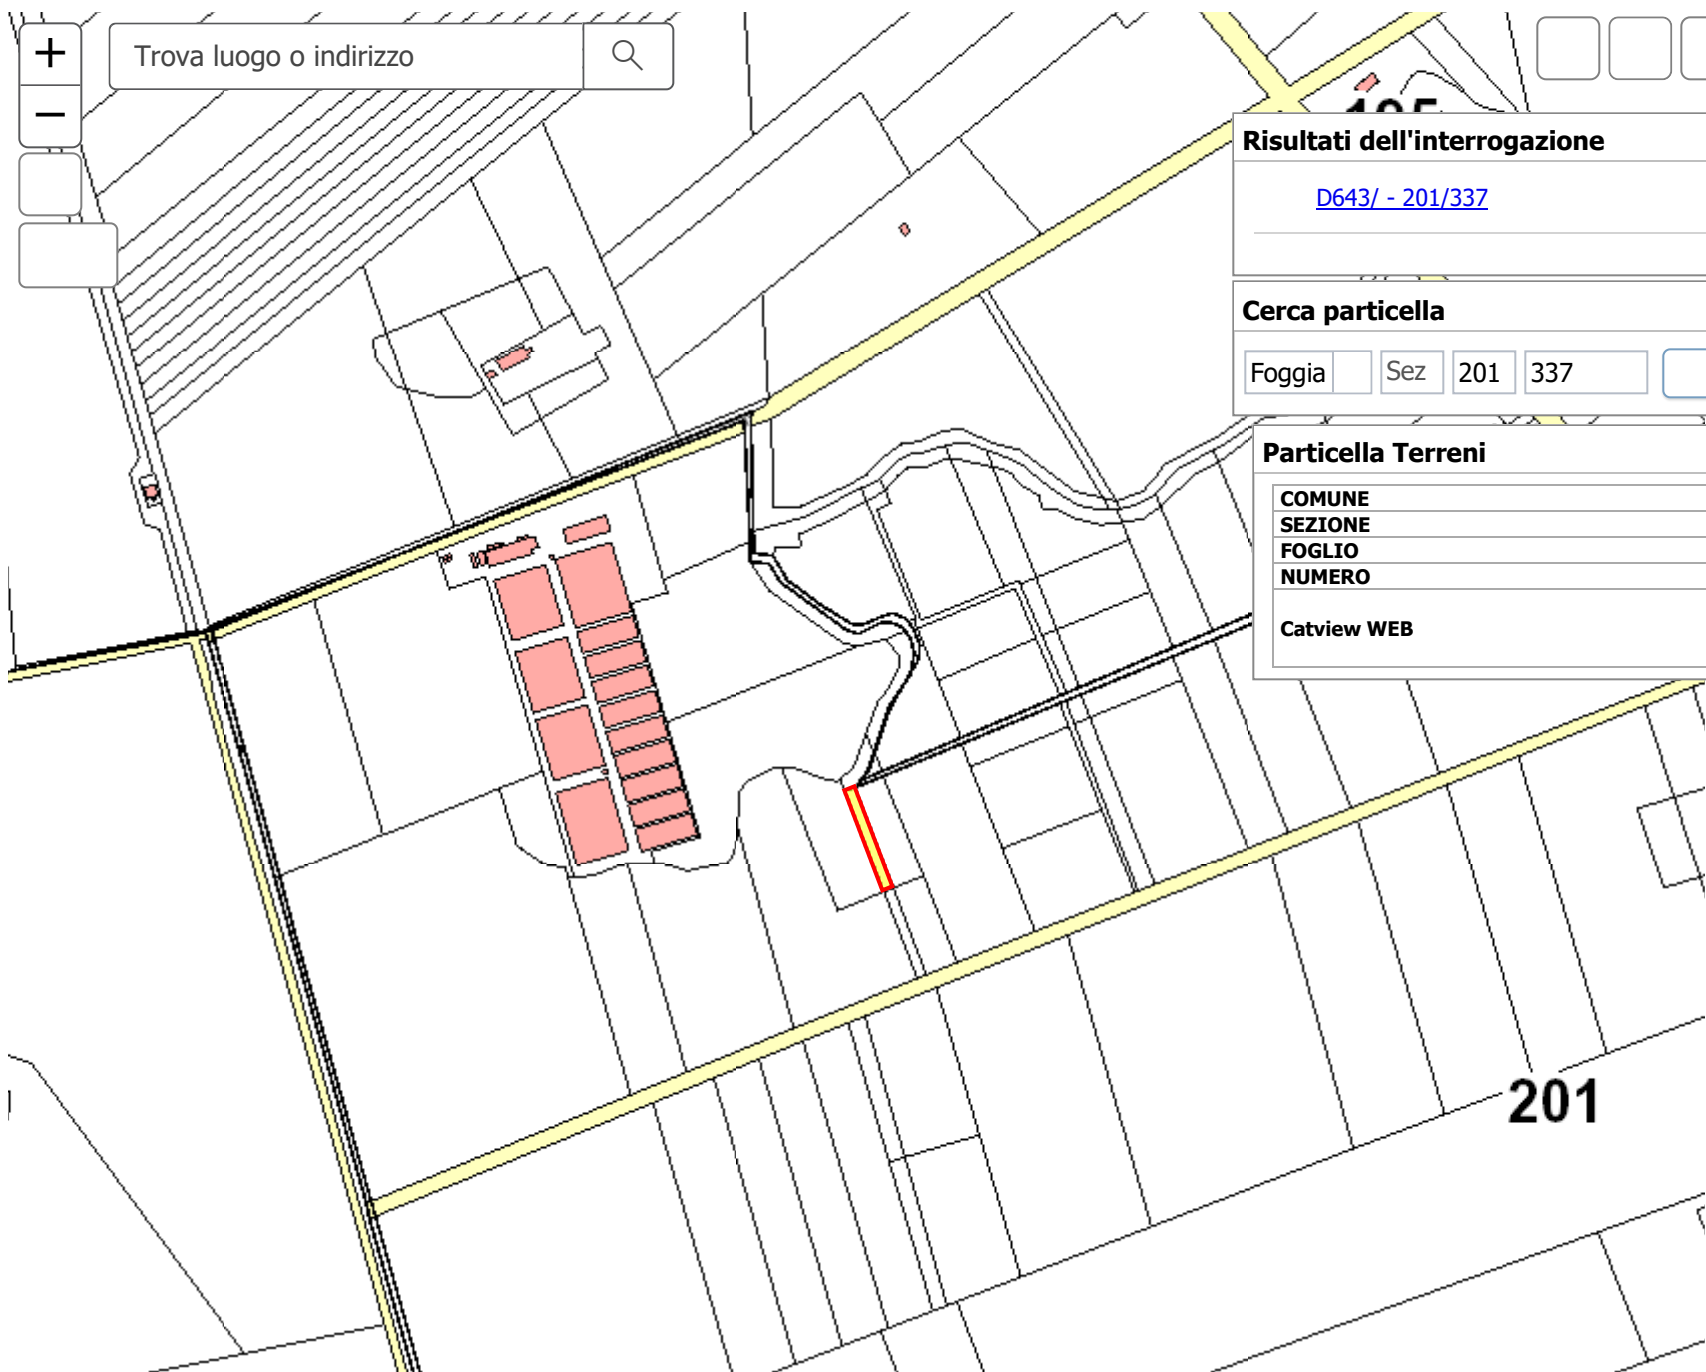 +
Trova luogo o indirizzo
−
Risultati dell'interrogazione
D643/ - 201/337
Cerca particella
Foggia Sez 201 337
Particella Terreni
COMUNE
SEZIONE
FOGLIO
NUMERO
Catview WEB
201